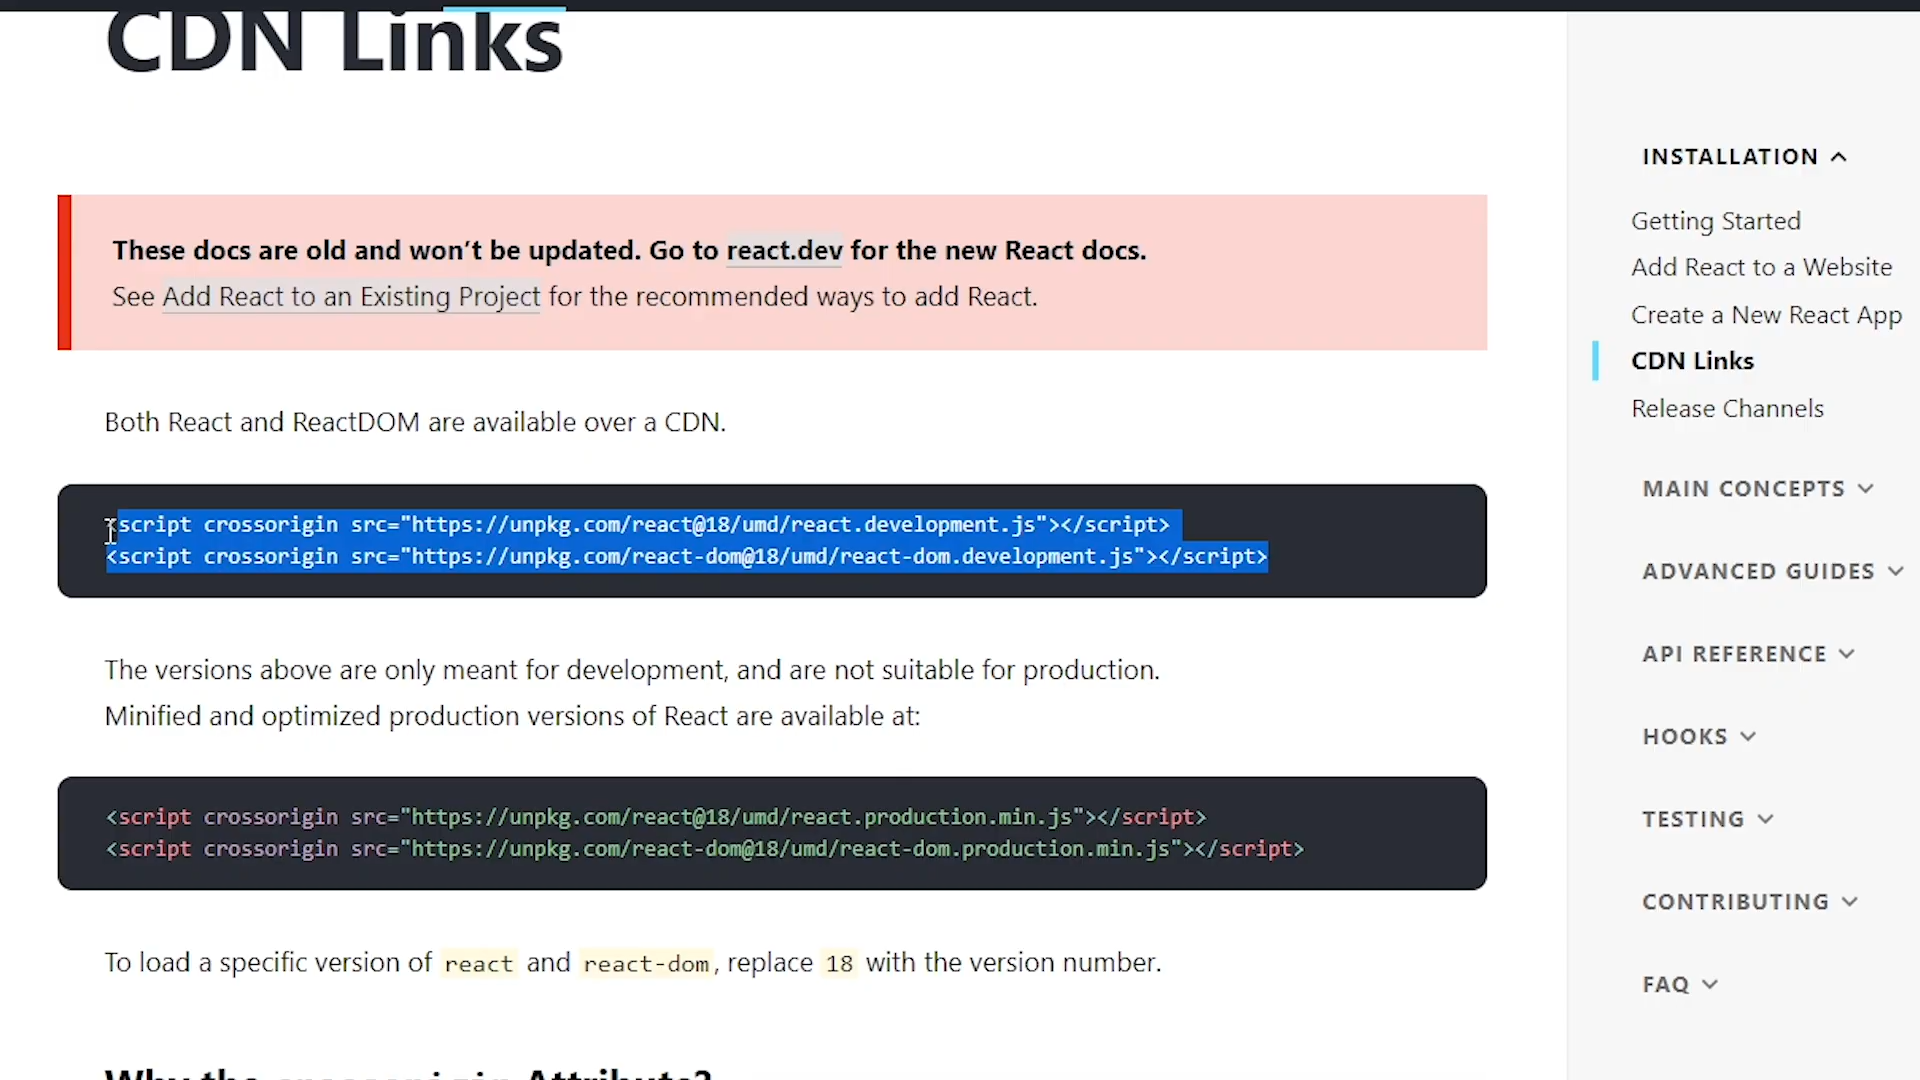 CDN Links
These docs are old and won’t be updated. Go to react.dev for the new React docs.
See Add React to an Existing Project for the recommended ways to add React.
Both React and ReactDOM are available over a CDN.
<script crossorigin src="https://unpkg.com/react@18/umd/react.development.js"></script>
<script crossorigin src="https://unpkg.com/react-dom@18/umd/react-dom.development.js"></script>
The versions above are only meant for development, and are not suitable for production.
Minified and optimized production versions of React are available at:
<script crossorigin src="https://unpkg.com/react@18/umd/react.production.min.js"></script>
<script crossorigin src="https://unpkg.com/react-dom@18/umd/react-dom.production.min.js"></script>
To load a specific version of react and react-dom, replace 18 with the version number.
Why the crossorigin Attribute?
INSTALLATION
Getting Started
Add React to a Website
Create a New React App
CDN Links
Release Channels
MAIN CONCEPTS
ADVANCED GUIDES
API REFERENCE
HOOKS
TESTING
CONTRIBUTING
FAQ